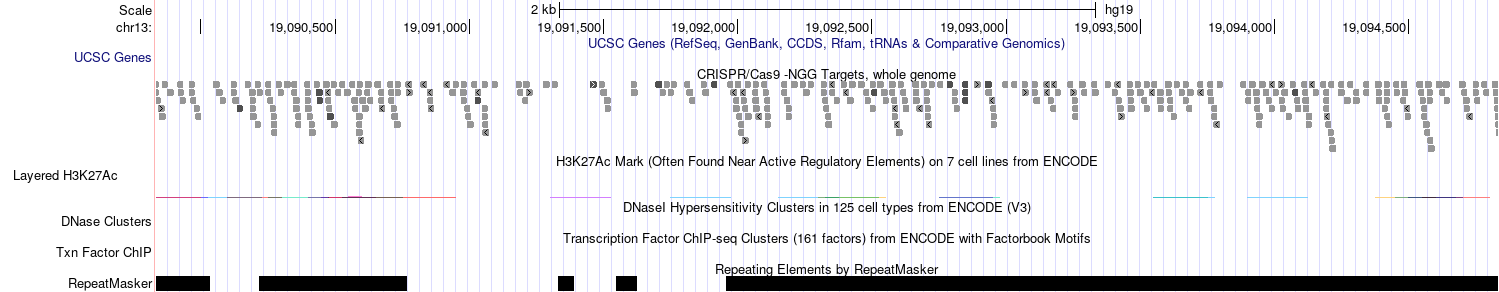 Scale 2 kb hg19
chr13: 19,090,500 19,091,000 19,091,500 19,092,000 19,092,500 19,093,000 19,093,500 19,094,000 19,094,500
UCSC Genes (RefSeq, GenBank, CCDS, Rfam, tRNAs & Comparative Genomics)
UCSC Genes
CRISPR/Cas9 -NGG Targets, whole genome
H3K27Ac Mark (Often Found Near Active Regulatory Elements) on 7 cell lines from ENCODE
Layered H3K27Ac
DNaseI Hypersensitivity Clusters in 125 cell types from ENCODE (V3)
DNase Clusters
Transcription Factor ChIP-seq Clusters (161 factors) from ENCODE with Factorbook Motifs
Txn Factor ChIP
Repeating Elements by RepeatMasker
RepeatMasker